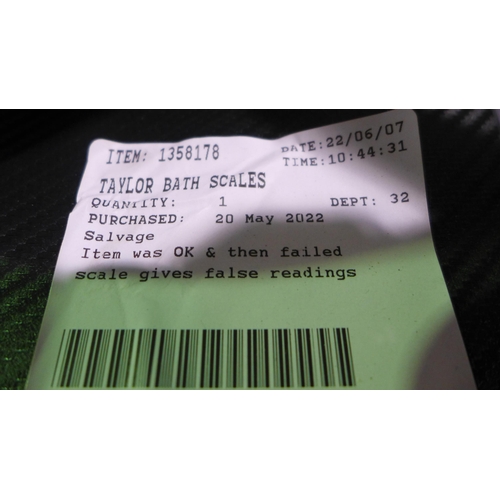 ITEM: 1358178 DATE:22/06/07
TIME:10:44:31
TAYLOR BATH SCALES
QUANTITY: 1 DEPT: 32
PURCHASED: 20 May 2022
Salvage
Item was OK & then failed
scale gives false readings